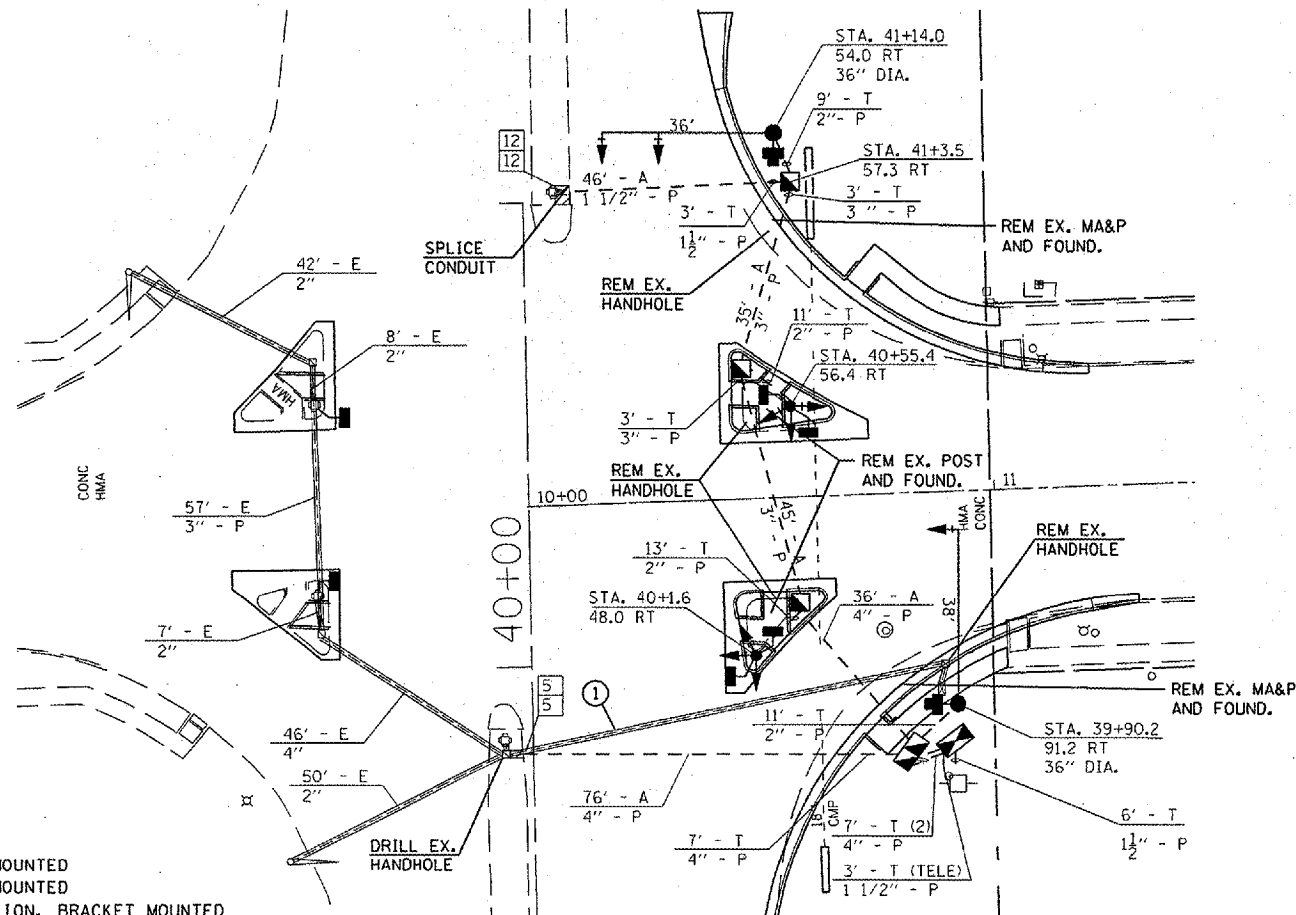 STA. 41+14.0
54.0 RT
36" DIA.
9' - T
2"- P
36'
12
12
STA. 41+3.5
57.3 RT
46' - A
1 1/2" - P
3' - T
3" - P
3' - T
1½" - P
REM EX. MA&P
AND FOUND.
SPLICE
CONDUIT
42' - E
2"
REM EX.
HANDHOLE
35' - A
3" - P
11' - T
2" - P
8' - E
2"
STA. 40+55.4
56.4 RT
HMA
3' - T
3" - P
REM EX.
HANDHOLE
REM EX. POST
AND FOUND.
CONC
HMA
10+00
11
57' - E
3" - P
45' - A
3" - P
HMA
CONC
REM EX.
HANDHOLE
140+00
13' - T
2" - P
STA. 40+1.6
48.0 RT
36' - A
4" - P
38'
7' - E
2"
5
5
1
REM EX. MA&P
AND FOUND.
46' - E
4"
11' - T
2" - P
STA. 39+90.2
91.2 RT
36" DIA.
50' - E
2"
76' - A
4" - P
18"
CMP
7' - T
4" - P
7' - T (2)
4" - P
6' - T
1½" - P
DRILL EX.
HANDHOLE
3' - T (TELE)
1 1/2" - P
MOUNTED
MOUNTED
ION, BRACKET MOUNTED